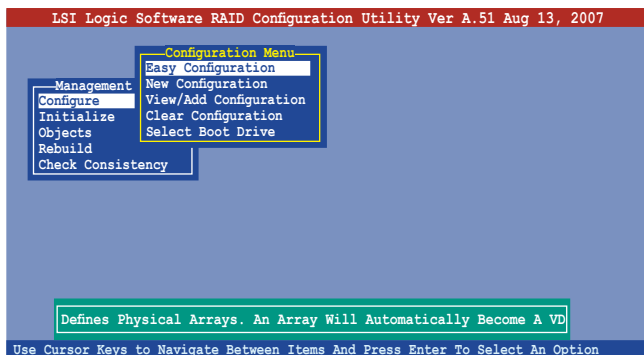 LSI Logic Software RAID Configuration Utility Ver A.51 Aug 13, 2007
Configuration Menu
Easy Configuration
New Configuration
View/Add Configuration
Clear Configuration
Select Boot Drive
Management
Configure
Initialize
Objects
Rebuild
Check Consistency
Defines Physical Arrays. An Array Will Automatically Become A VD
Use Cursor Keys to Navigate Between Items And Press Enter To Select An Option